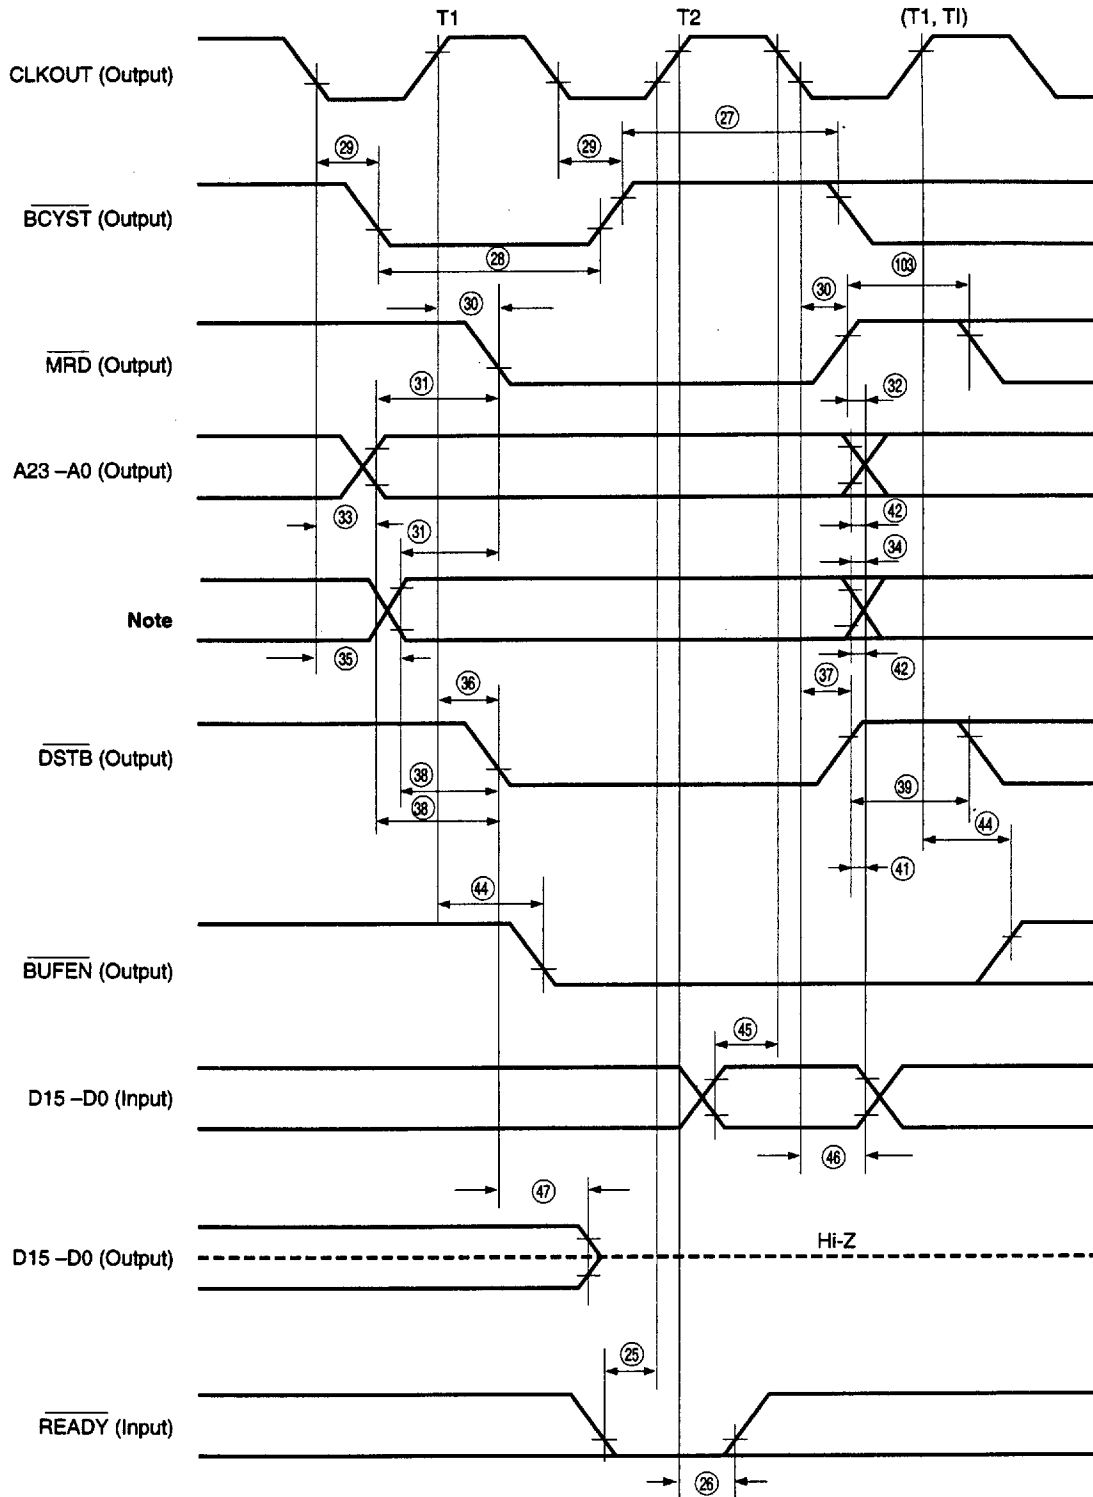 T1 T2 (T1, TI)
CLKOUT (Output)
27
29 29
BCYST (Output)
28
103
30 30
MRD (Output)
31 32
A23 –A0 (Output)
33 42
31
34
Note
35 42
36 37
DSTB (Output)
38
39
38
44
41
44
BUFEN (Output)
45
D15 –D0 (Input)
46
47
Hi-Z
D15 –D0 (Output)
25
READY (Input)
26